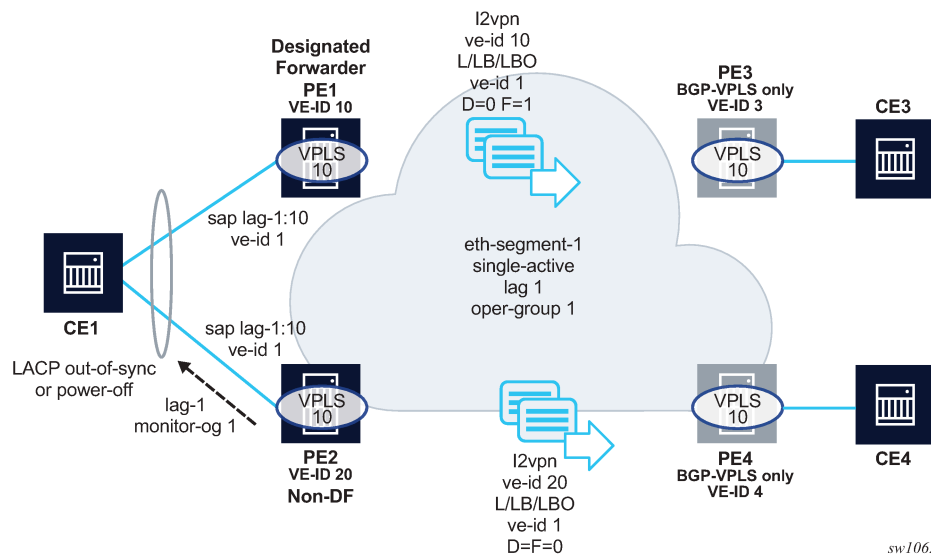 Designated
Forwarder
PE1
VE-ID 10
VPLS
10
l2vpn
ve-id 10
L/LB/LBO
ve-id 1
D=0 F=1
PE3
BGP-VPLS only
VE-ID 3
VPLS
10
CE3
sap lag-1:10
ve-id 1
CE1
eth-segment-1
single-active
lag 1
oper-group 1
sap lag-1:10
ve-id 1
LACP out-of-sync
or power-off
lag-1
monitor-og 1
VPLS
10
PE2
VE-ID 20
Non-DF
l2vpn
ve-id 20
L/LB/LBO
ve-id 1
D=F=0
VPLS
10
PE4
BGP-VPLS only
VE-ID 4
CE4